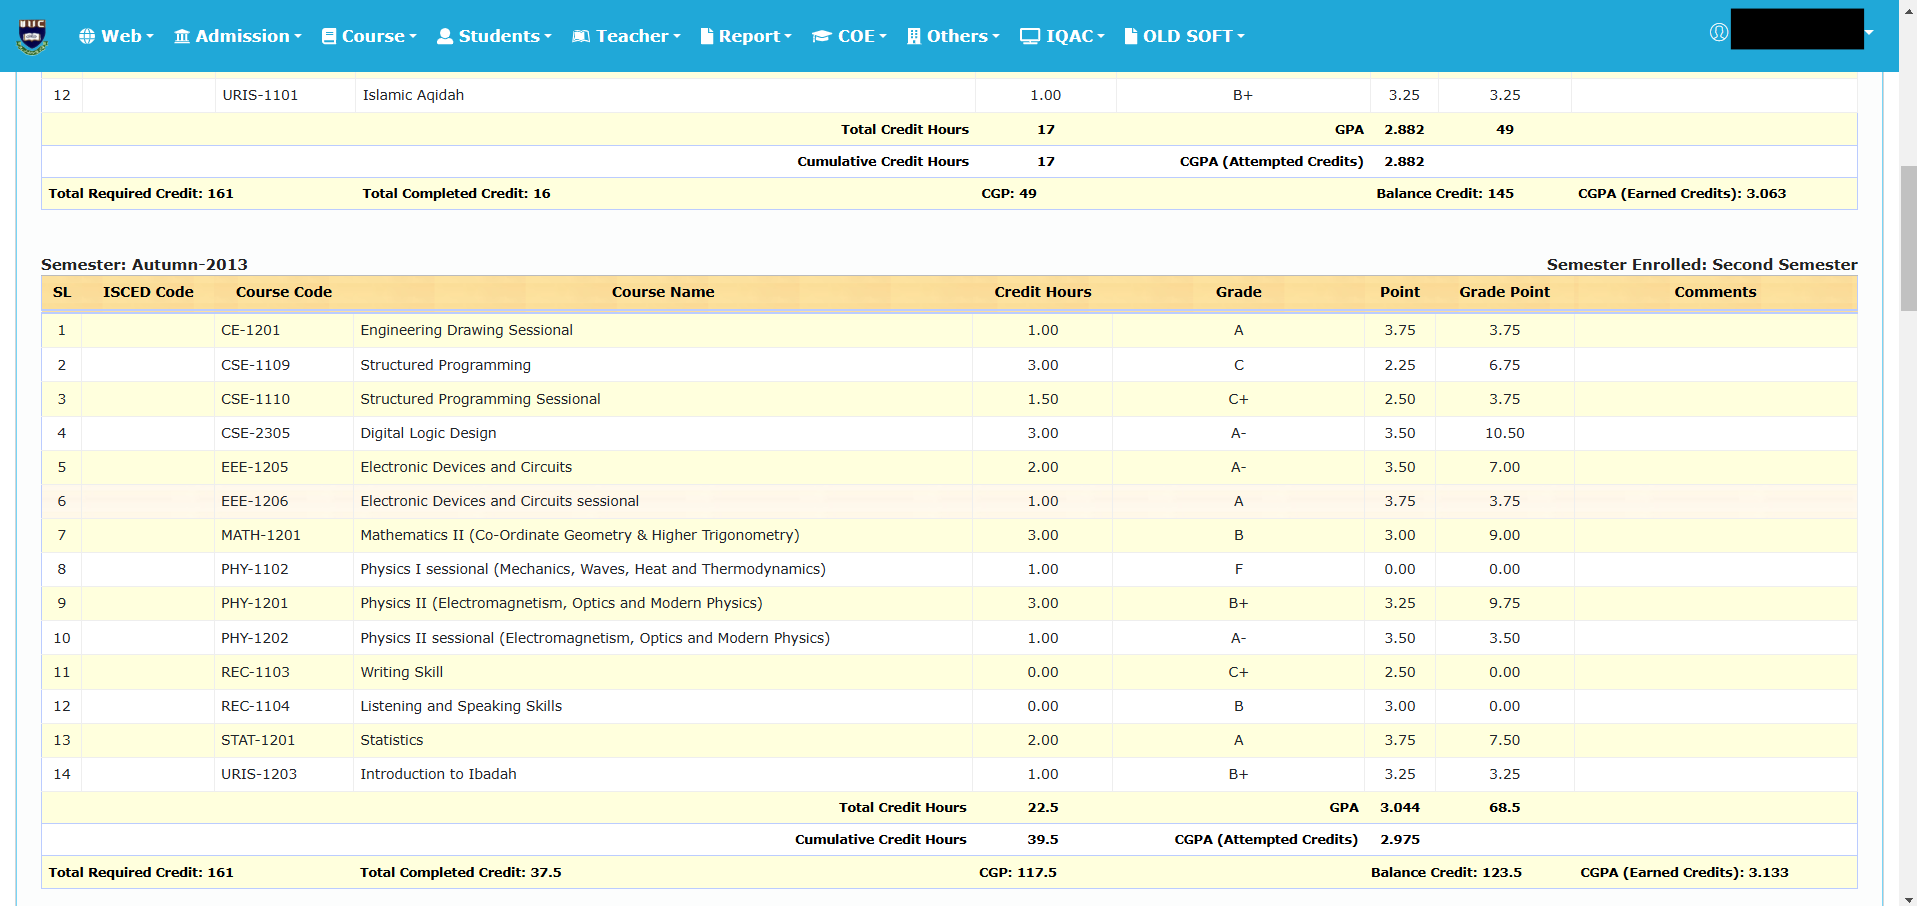 IIUC
Web Admission Course Students Teacher Report COE Others IQAC OLD SOFT
12 URIS-1101 Islamic Aqidah 1.00 B+ 3.25 3.25
Total Credit Hours 17 GPA 2.882 49
Cumulative Credit Hours 17 CGPA (Attempted Credits) 2.882
Total Required Credit: 161 Total Completed Credit: 16 CGP: 49 Balance Credit: 145 CGPA (Earned Credits): 3.063
Semester: Autumn-2013 Semester Enrolled: Second Semester
SL ISCED Code Course Code Course Name Credit Hours Grade Point Grade Point Comments
1 CE-1201 Engineering Drawing Sessional 1.00 A 3.75 3.75
2 CSE-1109 Structured Programming 3.00 C 2.25 6.75
3 CSE-1110 Structured Programming Sessional 1.50 C+ 2.50 3.75
4 CSE-2305 Digital Logic Design 3.00 A- 3.50 10.50
5 EEE-1205 Electronic Devices and Circuits 2.00 A- 3.50 7.00
6 EEE-1206 Electronic Devices and Circuits sessional 1.00 A 3.75 3.75
7 MATH-1201 Mathematics II (Co-Ordinate Geometry & Higher Trigonometry) 3.00 B 3.00 9.00
8 PHY-1102 Physics I sessional (Mechanics, Waves, Heat and Thermodynamics) 1.00 F 0.00 0.00
9 PHY-1201 Physics II (Electromagnetism, Optics and Modern Physics) 3.00 B+ 3.25 9.75
10 PHY-1202 Physics II sessional (Electromagnetism, Optics and Modern Physics) 1.00 A- 3.50 3.50
11 REC-1103 Writing Skill 0.00 C+ 2.50 0.00
12 REC-1104 Listening and Speaking Skills 0.00 B 3.00 0.00
13 STAT-1201 Statistics 2.00 A 3.75 7.50
14 URIS-1203 Introduction to Ibadah 1.00 B+ 3.25 3.25
Total Credit Hours 22.5 GPA 3.044 68.5
Cumulative Credit Hours 39.5 CGPA (Attempted Credits) 2.975
Total Required Credit: 161 Total Completed Credit: 37.5 CGP: 117.5 Balance Credit: 123.5 CGPA (Earned Credits): 3.133